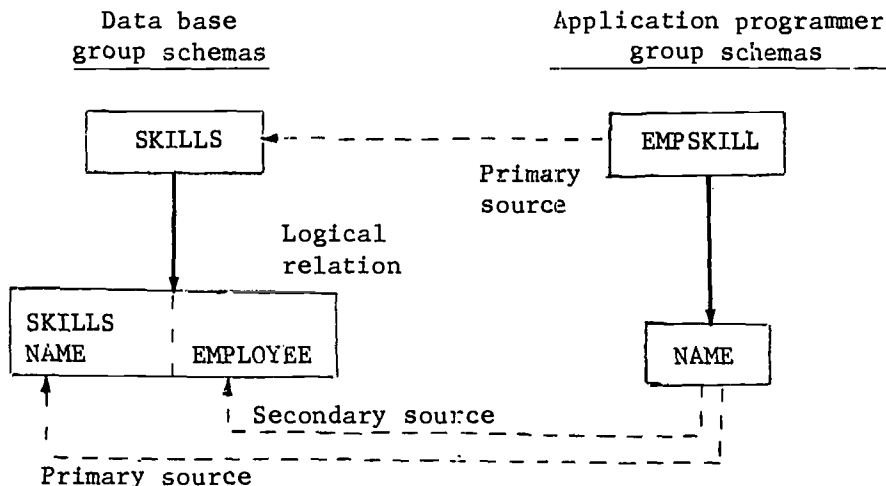 Data base
group schemas
Application programmer
group schemas
SKILLS
EMPSKILL
Primary
source
Logical
relation
SKILLS
NAME
EMPLOYEE
NAME
Secondary source
Primary source